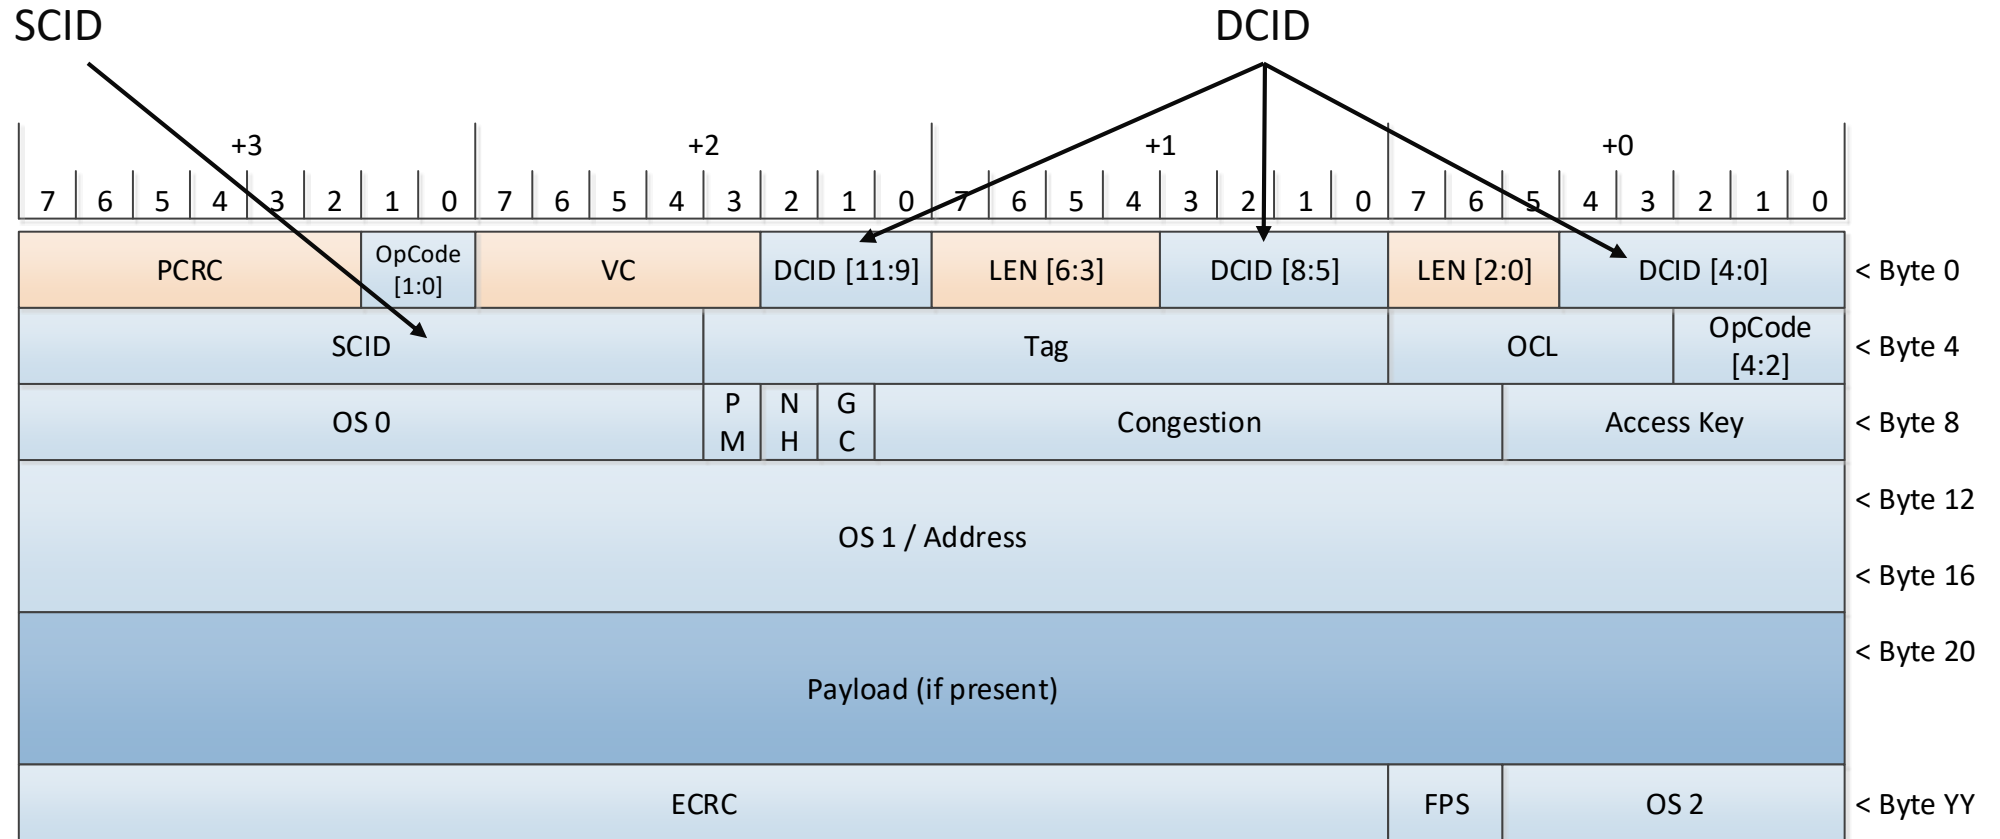 SCID DCID
+3 +2 +1 +0
7 6 5 4 3 2 1 0 7 6 5 4 3 2 1 0 7 6 5 4 3 2 1 0 7 6 5 4 3 2 1 0
PCRC OpCode [1:0] VC DCID [11:9] LEN [6:3] DCID [8:5] LEN [2:0] DCID [4:0] < Byte 0
SCID Tag OCL OpCode [4:2] < Byte 4
OS 0 PM NH GC Congestion Access Key < Byte 8
< Byte 12
OS 1 / Address
< Byte 16
< Byte 20
Payload (if present)
ECRC FPS OS 2 < Byte YY